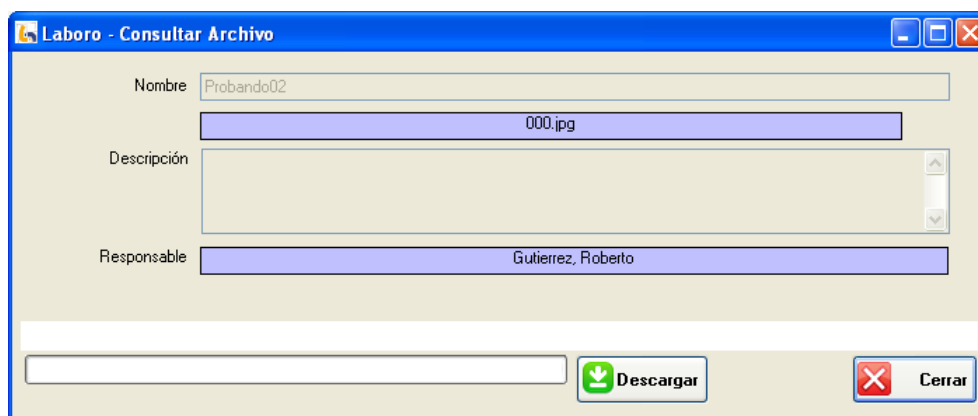 Laboro - Consultar Archivo
Nombre Probando02
000.jpg
Descripción
Responsable Gutierrez, Roberto
Descargar Cerrar